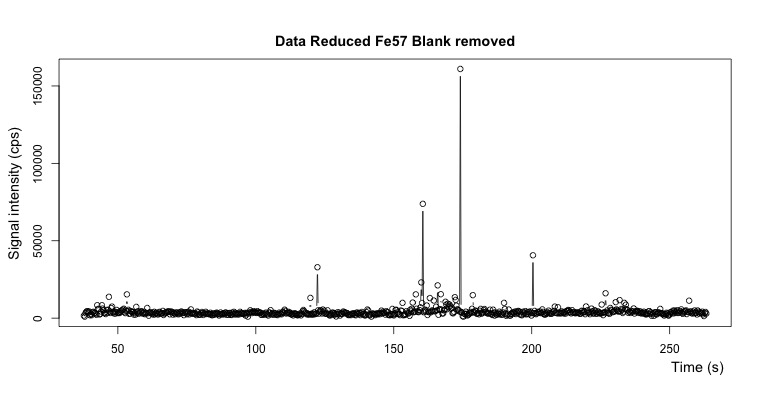 Data Reduced Fe57 Blank removed
Signal intensity (cps)
150000
100000
50000
0
50 100 150 200 250
Time (s)